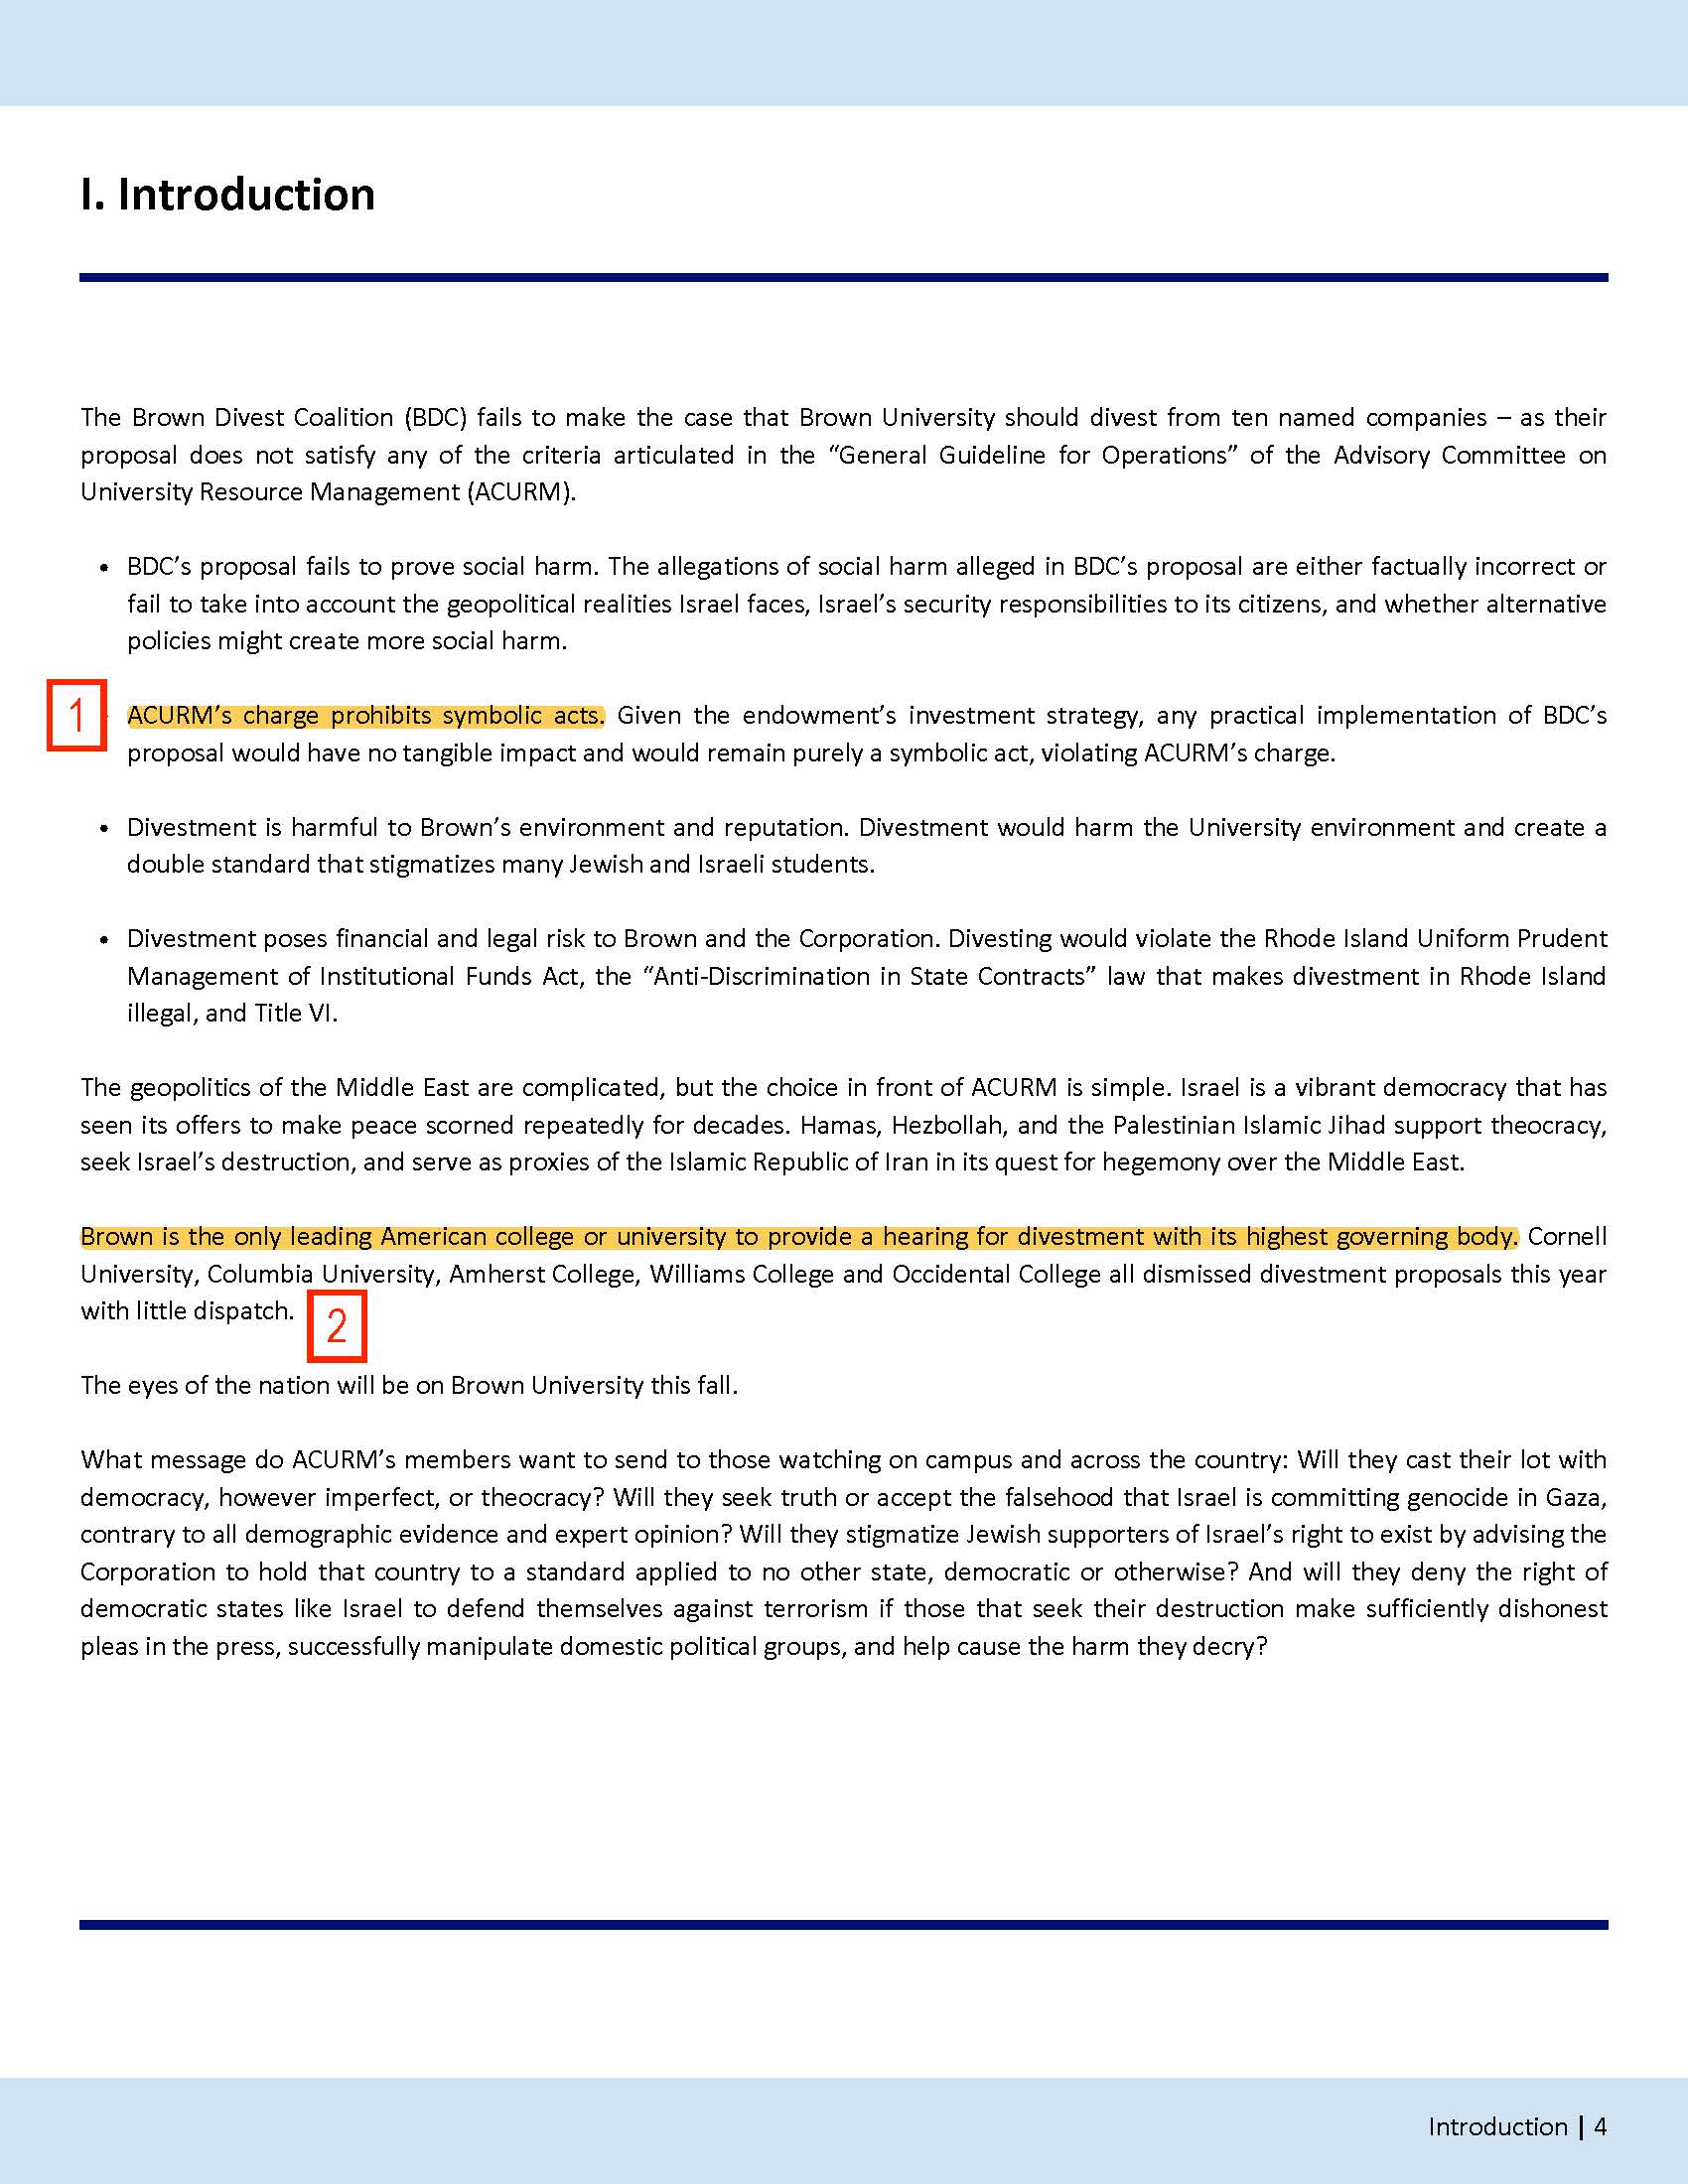 I. Introduction
The Brown Divest Coalition (BDC) fails to make the case that Brown University should divest from ten named companies – as their
proposal does not satisfy any of the criteria articulated in the “General Guideline for Operations” of the Advisory Committee on
University Resource Management (ACURM).
• BDC’s proposal fails to prove social harm. The allegations of social harm alleged in BDC’s proposal are either factually incorrect or
fail to take into account the geopolitical realities Israel faces, Israel’s security responsibilities to its citizens, and whether alternative
policies might create more social harm.
1 ACURM’s charge prohibits symbolic acts. Given the endowment’s investment strategy, any practical implementation of BDC’s
proposal would have no tangible impact and would remain purely a symbolic act, violating ACURM’s charge.
• Divestment is harmful to Brown’s environment and reputation. Divestment would harm the University environment and create a
double standard that stigmatizes many Jewish and Israeli students.
• Divestment poses financial and legal risk to Brown and the Corporation. Divesting would violate the Rhode Island Uniform Prudent
Management of Institutional Funds Act, the “Anti-Discrimination in State Contracts” law that makes divestment in Rhode Island
illegal, and Title VI.
The geopolitics of the Middle East are complicated, but the choice in front of ACURM is simple. Israel is a vibrant democracy that has
seen its offers to make peace scorned repeatedly for decades. Hamas, Hezbollah, and the Palestinian Islamic Jihad support theocracy,
seek Israel’s destruction, and serve as proxies of the Islamic Republic of Iran in its quest for hegemony over the Middle East.
Brown is the only leading American college or university to provide a hearing for divestment with its highest governing body. Cornell
University, Columbia University, Amherst College, Williams College and Occidental College all dismissed divestment proposals this year
with little dispatch. 2
The eyes of the nation will be on Brown University this fall.
What message do ACURM’s members want to send to those watching on campus and across the country: Will they cast their lot with
democracy, however imperfect, or theocracy? Will they seek truth or accept the falsehood that Israel is committing genocide in Gaza,
contrary to all demographic evidence and expert opinion? Will they stigmatize Jewish supporters of Israel’s right to exist by advising the
Corporation to hold that country to a standard applied to no other state, democratic or otherwise? And will they deny the right of
democratic states like Israel to defend themselves against terrorism if those that seek their destruction make sufficiently dishonest
pleas in the press, successfully manipulate domestic political groups, and help cause the harm they decry?
Introduction | 4